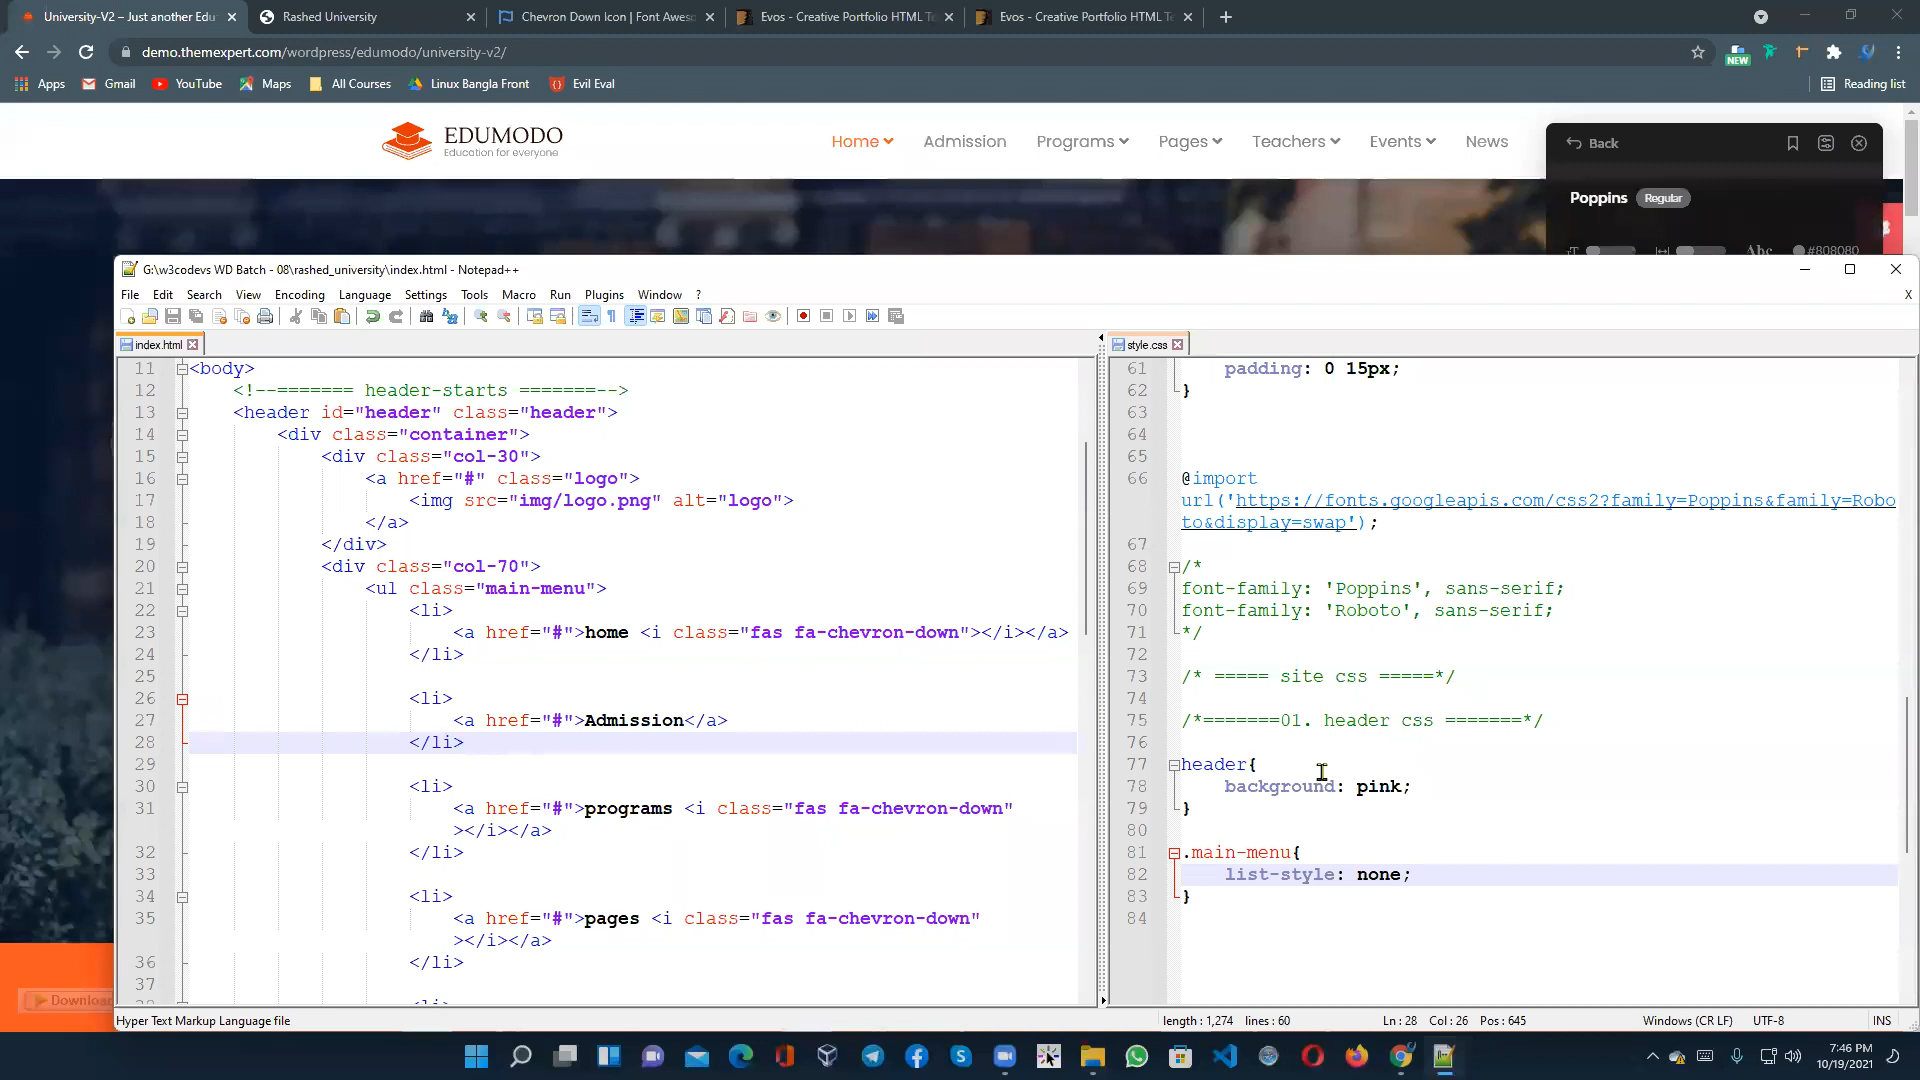 University-V2 – Just another Edu
Rashed University
Chevron Down Icon | Font Aweso
Evos - Creative Portfolio HTML Te
Evos - Creative Portfolio HTML Te
demo.themexpert.com/wordpress/edumodo/university-v2/
NEW
Apps
Gmail
YouTube
Maps
All Courses
Linux Bangla Front
Evil Eval
Reading list
EDUMODO
Education for everyone
Home
Admission
Programs
Pages
Teachers
Events
News
Back
Poppins
Regular
Abc
#808080
G:\w3codevs WD Batch - 08\rashed_university\index.html - Notepad++
File Edit Search View Encoding Language Settings Tools Macro Run Plugins Window ?
X
index.html
11 <body>
12 <!--======= header-starts =======-->
13 <header id="header" class="header">
14 <div class="container">
15 <div class="col-30">
16 <a href="#" class="logo">
17 <img src="img/logo.png" alt="logo">
18 </a>
19 </div>
20 <div class="col-70">
21 <ul class="main-menu">
22 <li>
23 <a href="#">home <i class="fas fa-chevron-down"></i></a>
24 </li>
25
26 <li>
27 <a href="#">Admission</a>
28 </li>
29
30 <li>
31 <a href="#">programs <i class="fas fa-chevron-down"
></i></a>
32 </li>
33
34 <li>
35 <a href="#">pages <i class="fas fa-chevron-down"
></i></a>
36 </li>
37
38 <li>
style.css
61 padding: 0 15px;
62 }
63
64
65
66 @import
url('https://fonts.googleapis.com/css2?family=Poppins&family=Robo
to&display=swap');
67
68 /*
69 font-family: 'Poppins', sans-serif;
70 font-family: 'Roboto', sans-serif;
71 */
72
73 /* ===== site css =====*/
74
75 /*=======01. header css =======*/
76
77 header{
78 background: pink;
79 }
80
81 .main-menu{
82 list-style: none;
83 }
84
Download
Hyper Text Markup Language file
length : 1,274 lines : 60
Ln : 28 Col : 26 Pos : 645
Windows (CR LF)
UTF-8
INS
7:46 PM
10/19/2021